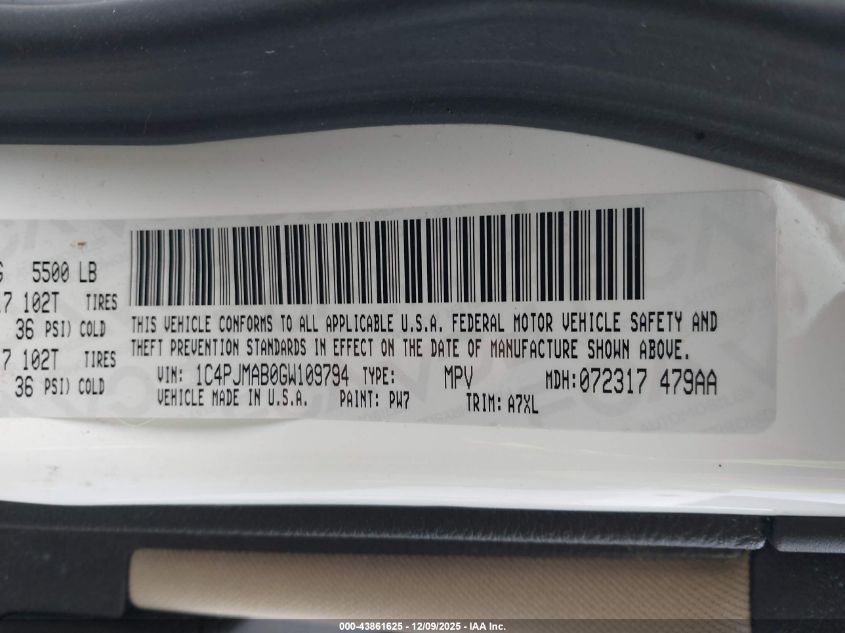 G 5500 LB
17 102T TIRES
36 PSI) COLD
17 102T TIRES
36 PSI) COLD
THIS VEHICLE CONFORMS TO ALL APPLICABLE U.S.A. FEDERAL MOTOR VEHICLE SAFETY AND
THEFT PREVENTION STANDARDS IN EFFECT ON THE DATE OF MANUFACTURE SHOWN ABOVE.
VIN: 1C4PJMAB0GW109794 TYPE: MPV MDH: 072317 479AA
VEHICLE MADE IN U.S.A. PAINT: PW7 TRIM: A7XL
000-43861625 - 12/09/2025 - IAA Inc.